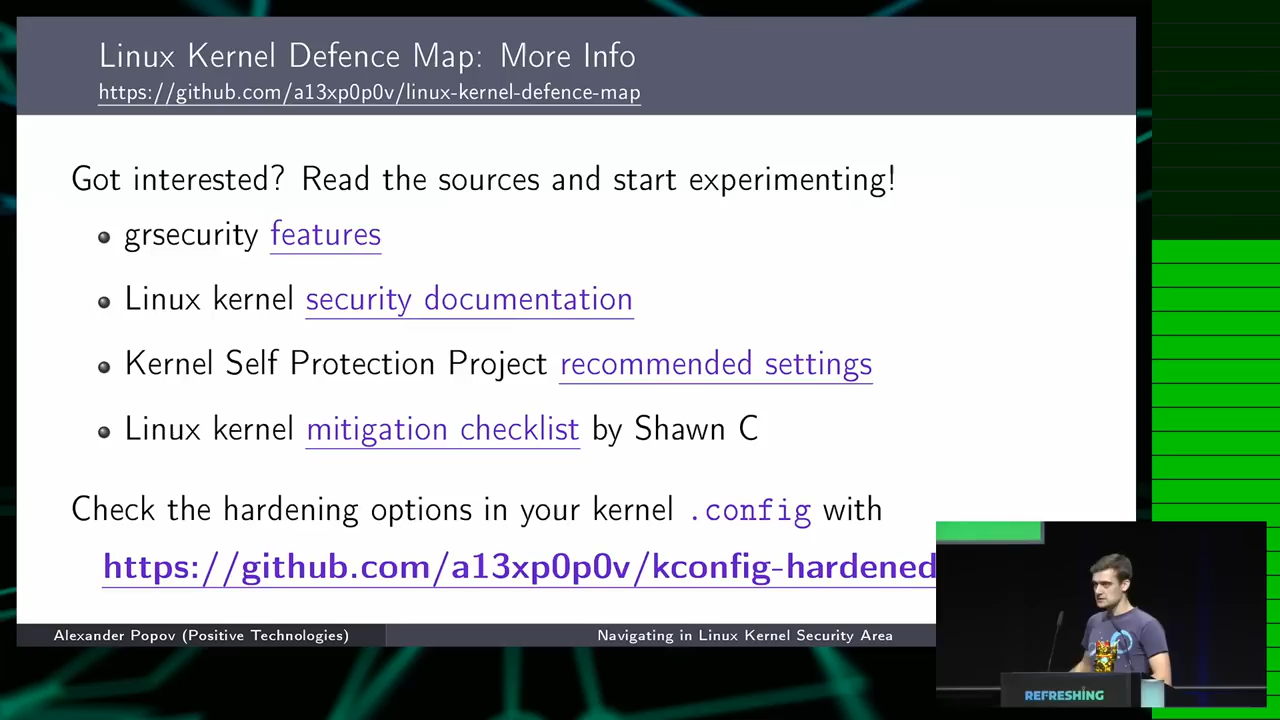 Linux Kernel Defence Map: More Info
https://github.com/a13xp0p0v/linux-kernel-defence-map
Got interested? Read the sources and start experimenting!
grsecurity features
Linux kernel security documentation
Kernel Self Protection Project recommended settings
Linux kernel mitigation checklist by Shawn C
Check the hardening options in your kernel .config with
https://github.com/a13xp0p0v/kconfig-hardened
Alexander Popov (Positive Technologies)
Navigating in Linux Kernel Security Area
REFRESHING